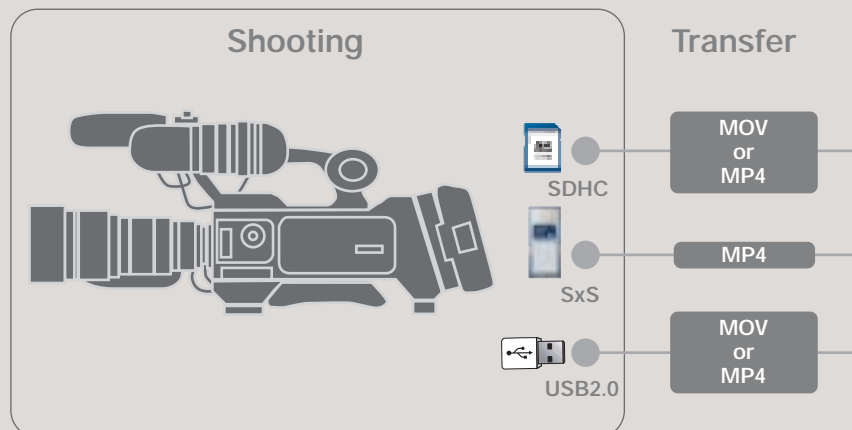 Shooting
Transfer
SDHC
MOV
or
MP4
SxS
MP4
USB2.0
MOV
or
MP4